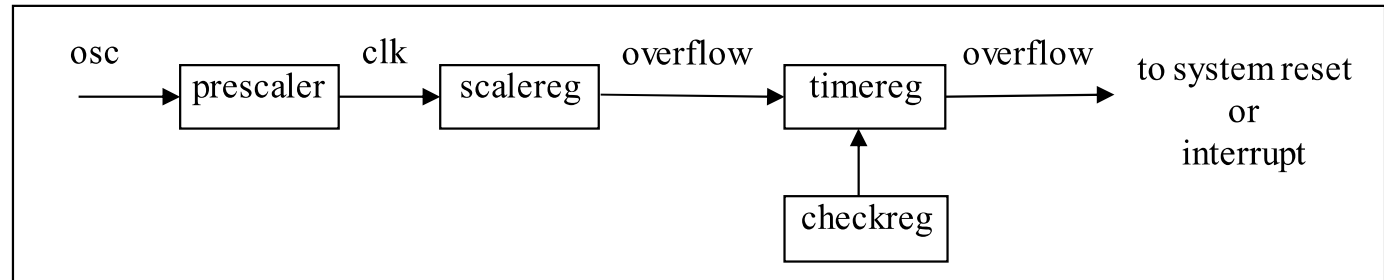 osc
prescaler
clk
scalereg
overflow
timereg
overflow
to system reset
or
interrupt
checkreg